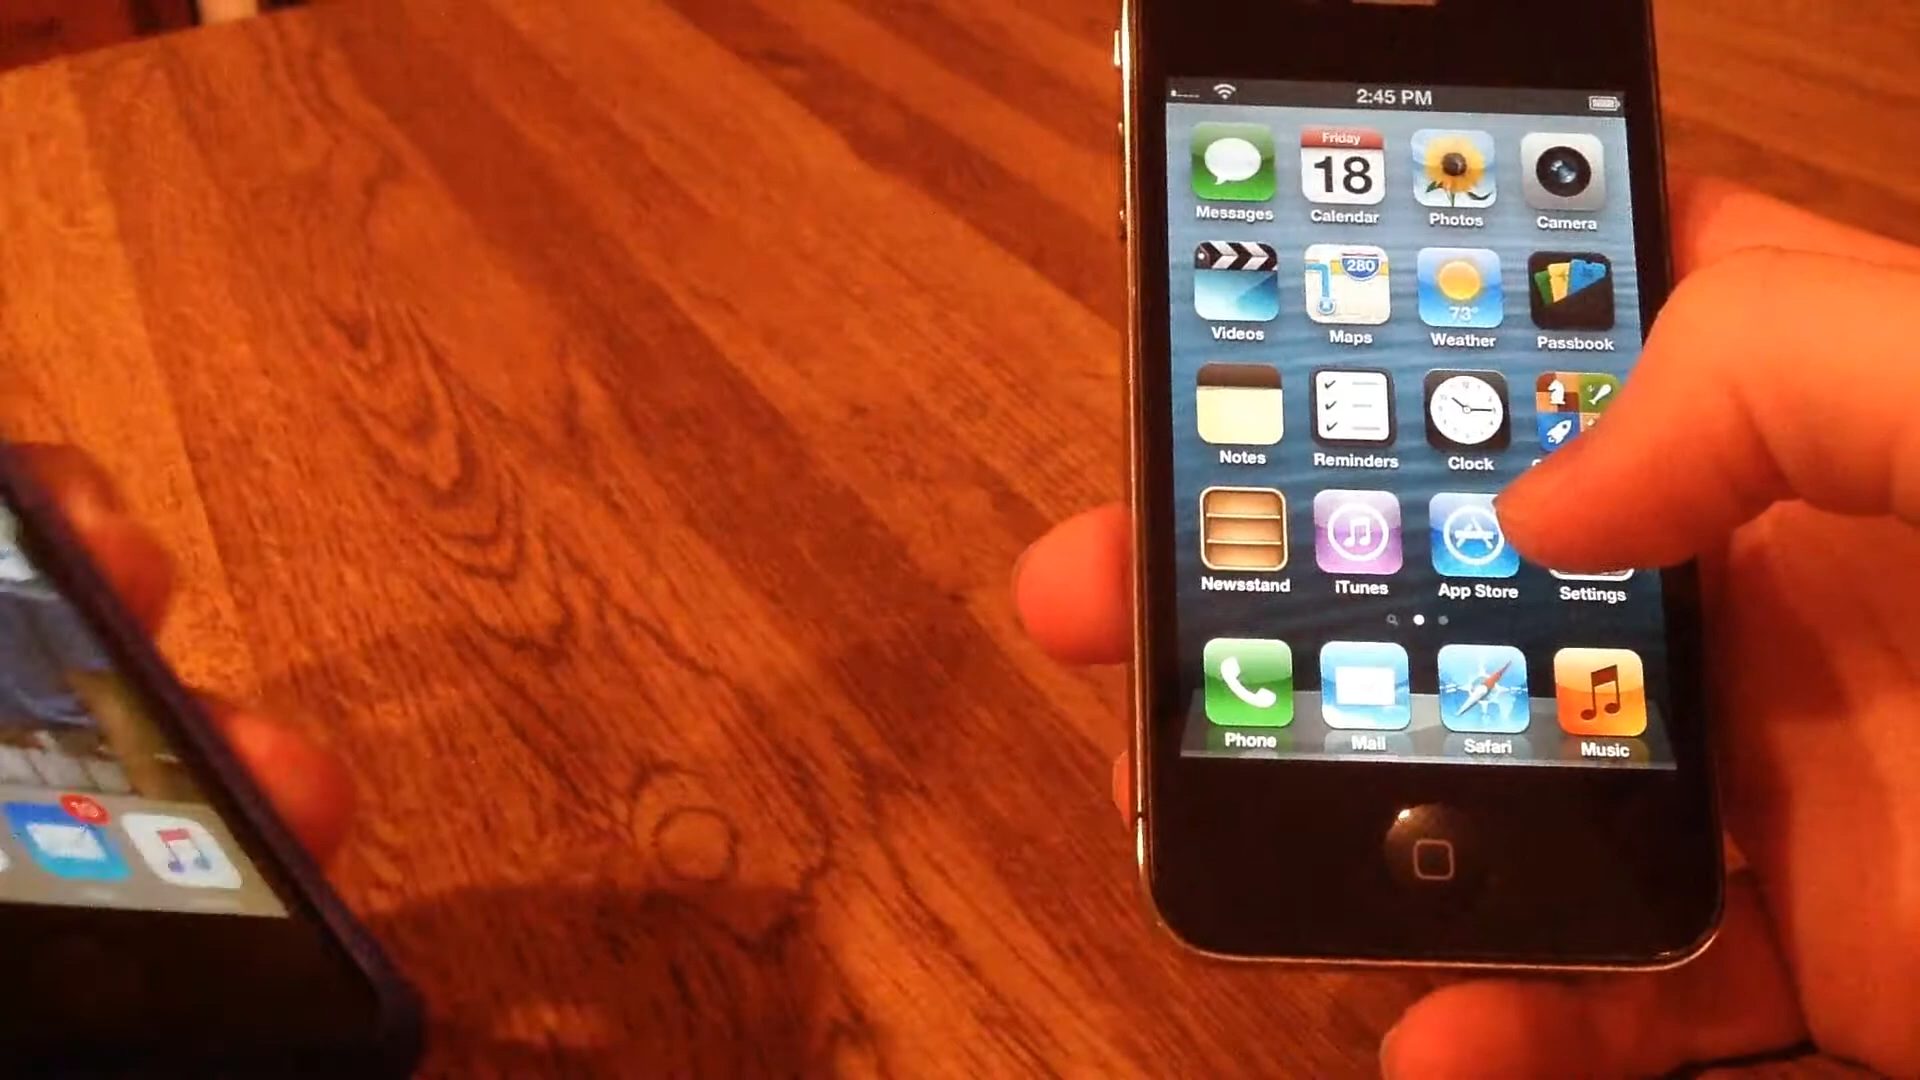 2:45 PM
Friday
18
Messages Calendar Photos Camera
280
73°
Videos Maps Weather Passbook
Notes Reminders Clock
Newsstand iTunes App Store Settings
Phone Mail Safari Music